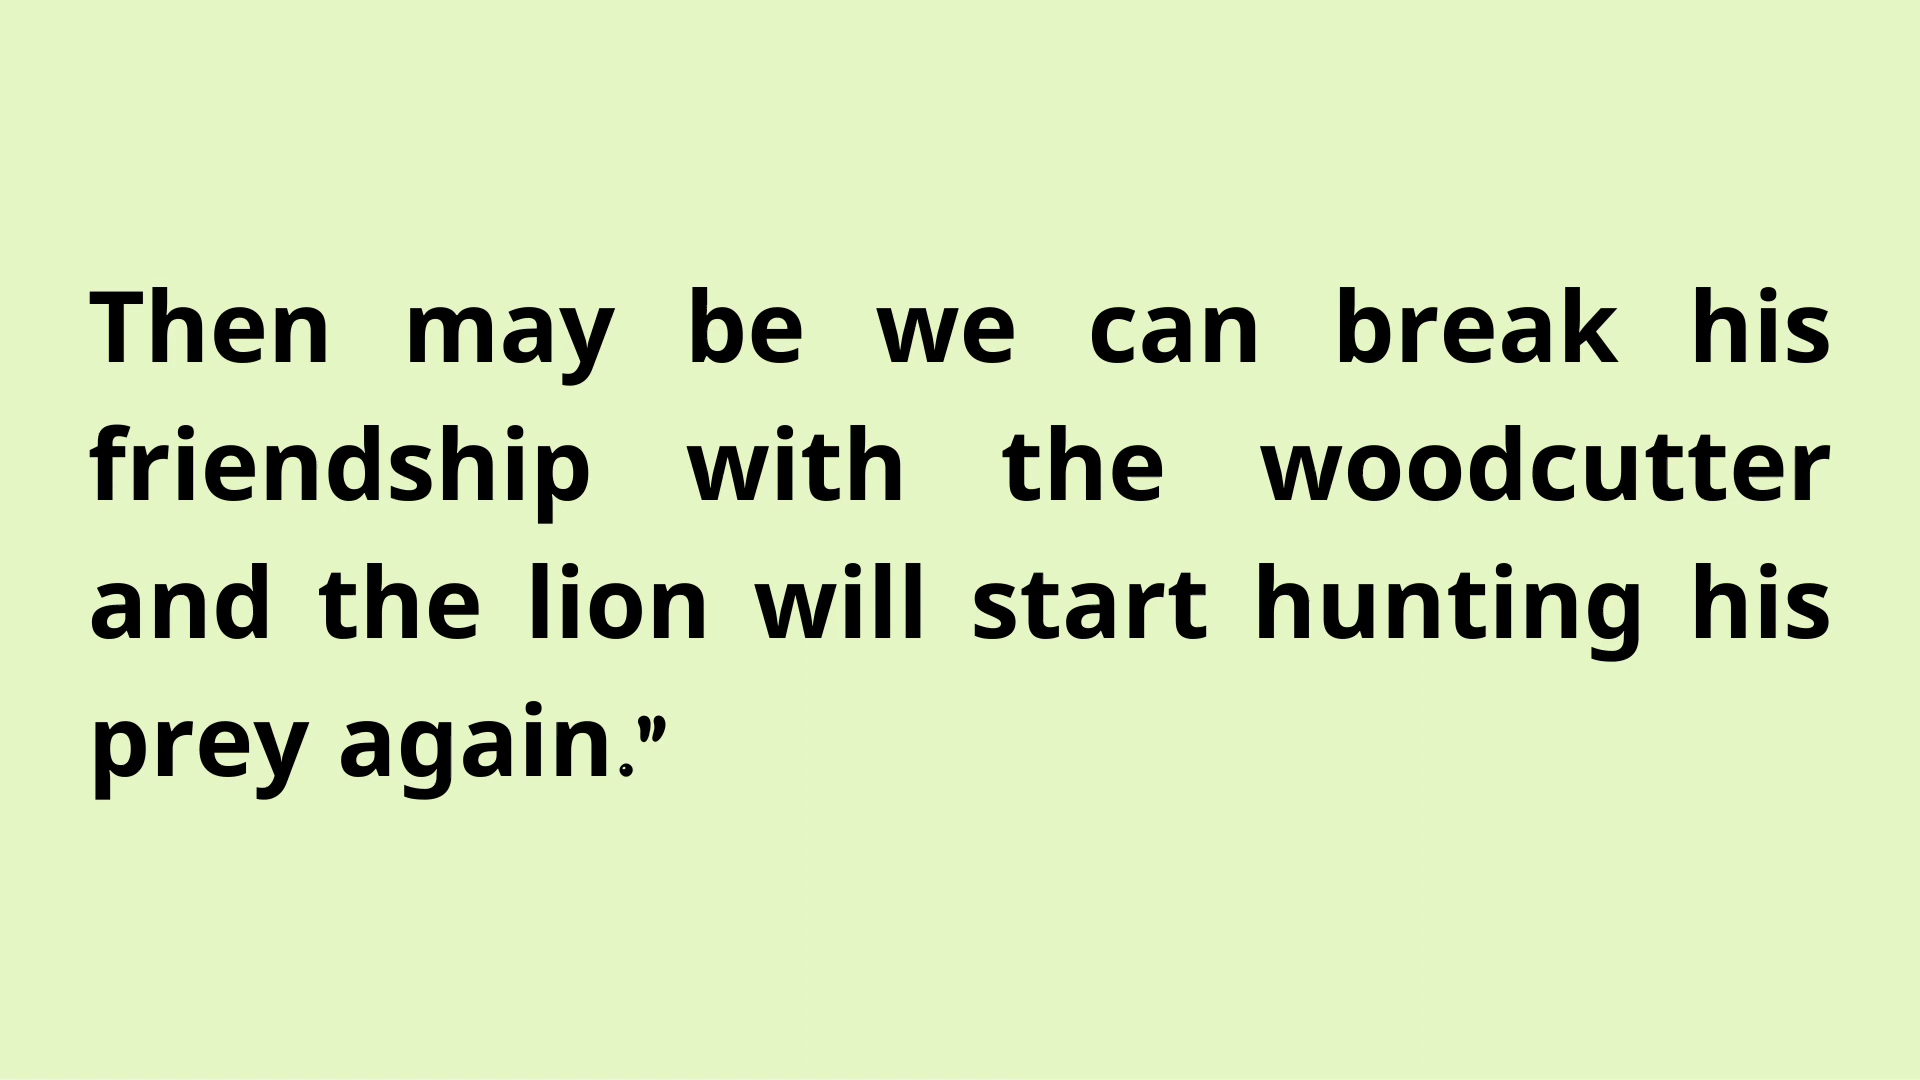 Then may be we can break his
friendship with the woodcutter
and the lion will start hunting his
prey again.”